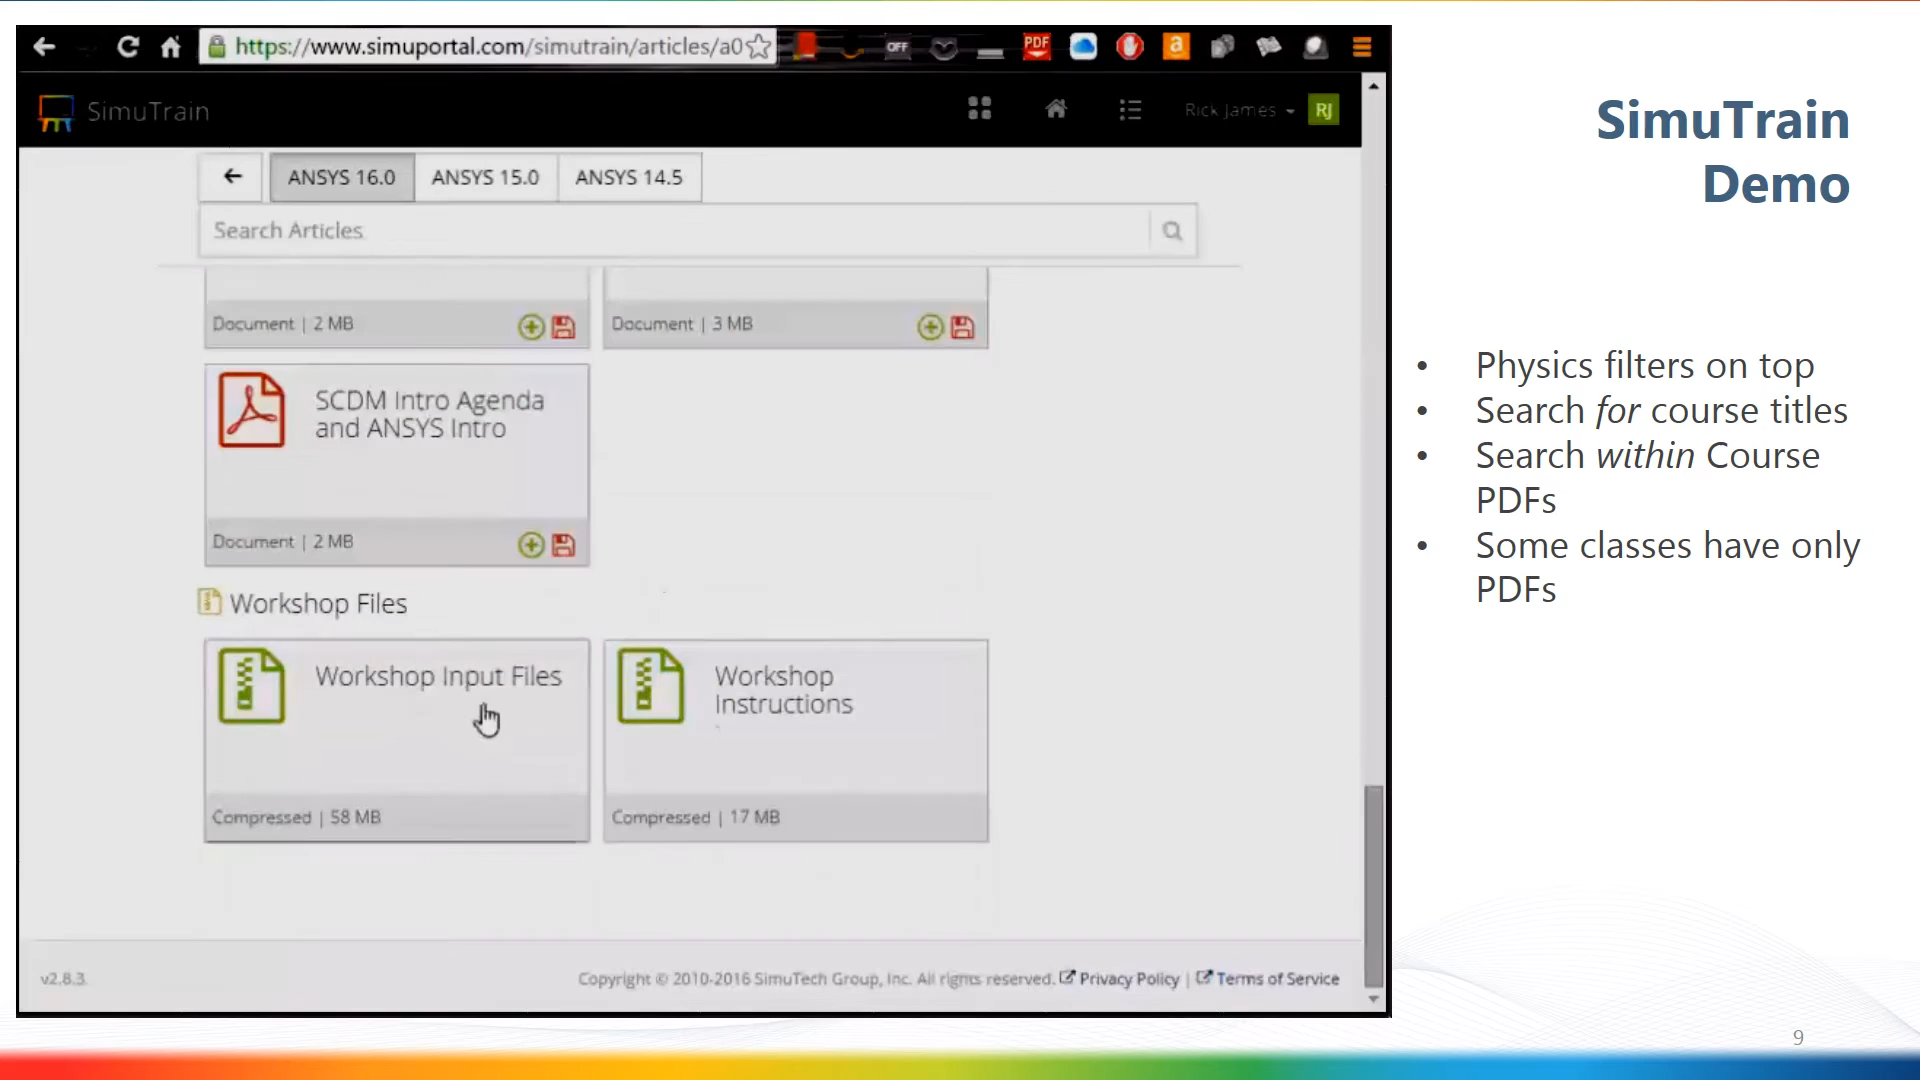 https://www.simuportal.com/simutrain/articles/a0
OFF
PDF
a
SimuTrain
Rick James
RJ
ANSYS 16.0
ANSYS 15.0
ANSYS 14.5
Search Articles
Document | 2 MB
Document | 3 MB
SCDM Intro Agenda
and ANSYS Intro
Document | 2 MB
Workshop Files
Workshop Input Files
Workshop
Instructions
Compressed | 58 MB
Compressed | 17 MB
v2.8.3.
Copyright © 2010-2016 SimuTech Group, Inc. All rights reserved. Privacy Policy | Terms of Service
SimuTrain
Demo
• Physics filters on top
• Search for course titles
• Search within Course
PDFs
• Some classes have only
PDFs
9